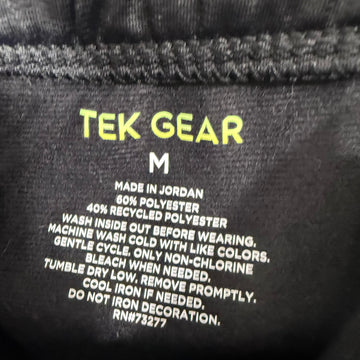 TEK GEAR
M
MADE IN JORDAN
60% POLYESTER
40% RECYCLED POLYESTER
WASH INSIDE OUT BEFORE WEARING.
MACHINE WASH COLD WITH LIKE COLORS.
GENTLE CYCLE, ONLY NON-CHLORINE
BLEACH WHEN NEEDED.
TUMBLE DRY LOW. REMOVE PROMPTLY.
COOL IRON IF NEEDED.
DO NOT IRON DECORATION.
RN#73277